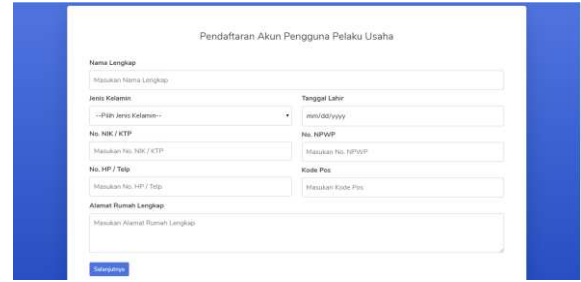 Pendaftaran Akun Pengguna Pelaku Usaha
Nama Lengkap
Masukan Nama Lengkap
Jenis Kelamin
Tanggal Lahir
--Pilih Jenis Kelamin--
mm/dd/yyyy
No. NIK / KTP
No. NPWP
Masukan No. NIK / KTP
Masukan No. NPWP
No. HP / Telp
Kode Pos
Masukan No. HP / Telp
Masukan Kode Pos
Alamat Rumah Lengkap
Masukan Alamat Rumah Lengkap
Selanjutnya